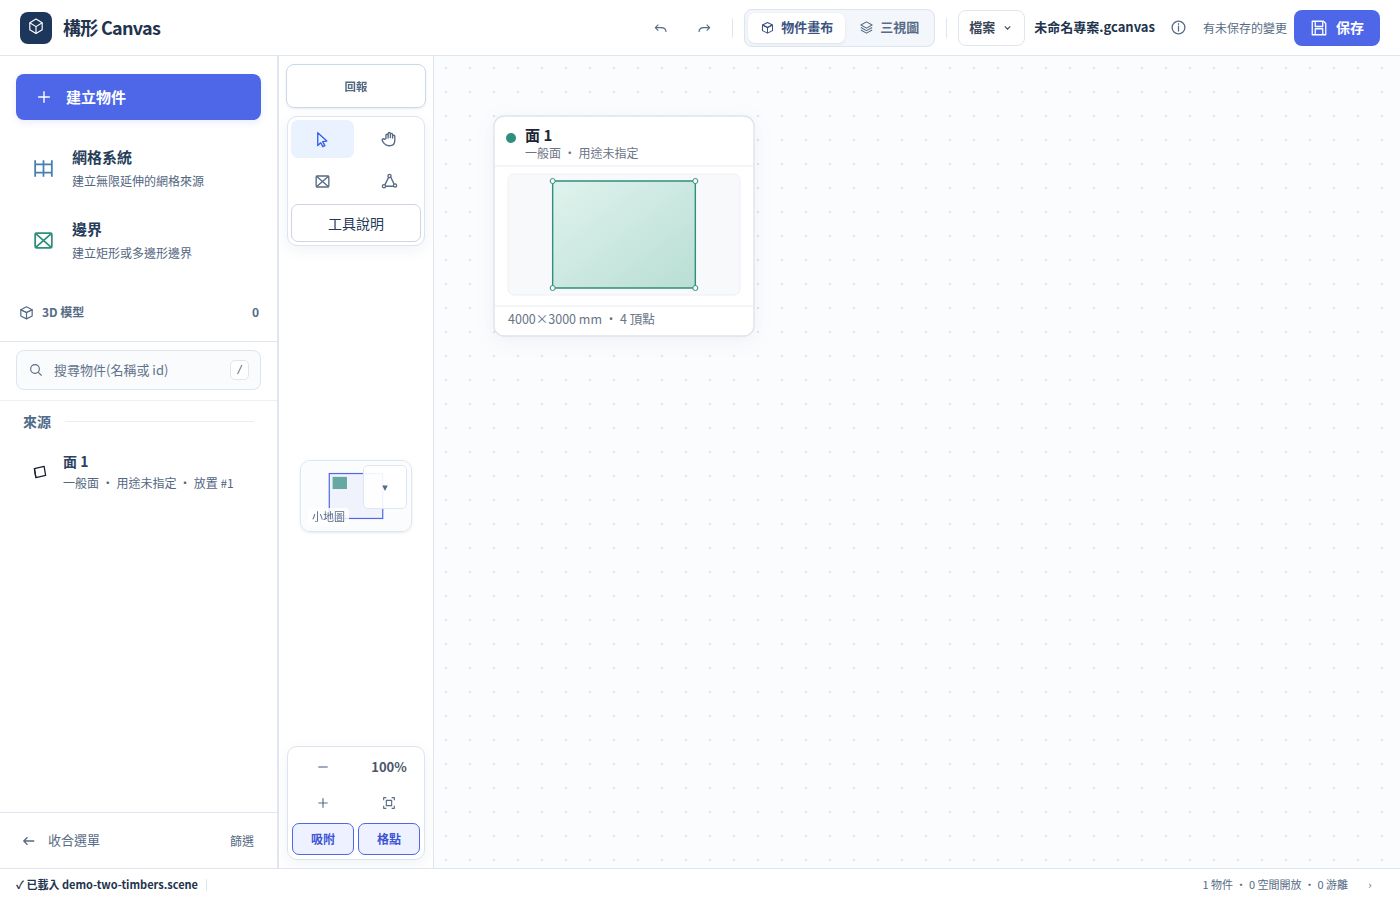 構形 Canvas
物件畫布
三視圖
檔案
未命名專案.gcanvas
有未保存的變更
保存
建立物件
網格系統
建立無限延伸的網格來源
邊界
建立矩形或多邊形邊界
3D 模型
0
搜尋物件(名稱或 id)
/
來源
面 1
一般面 · 用途未指定 · 放置 #1
收合選單
篩選
回報
工具說明
小地圖
100%
吸附
格點
面 1
一般面 · 用途未指定
4000×3000 mm · 4 頂點
✓ 已載入 demo-two-timbers.scene
1 物件 · 0 空間開放 · 0 游離